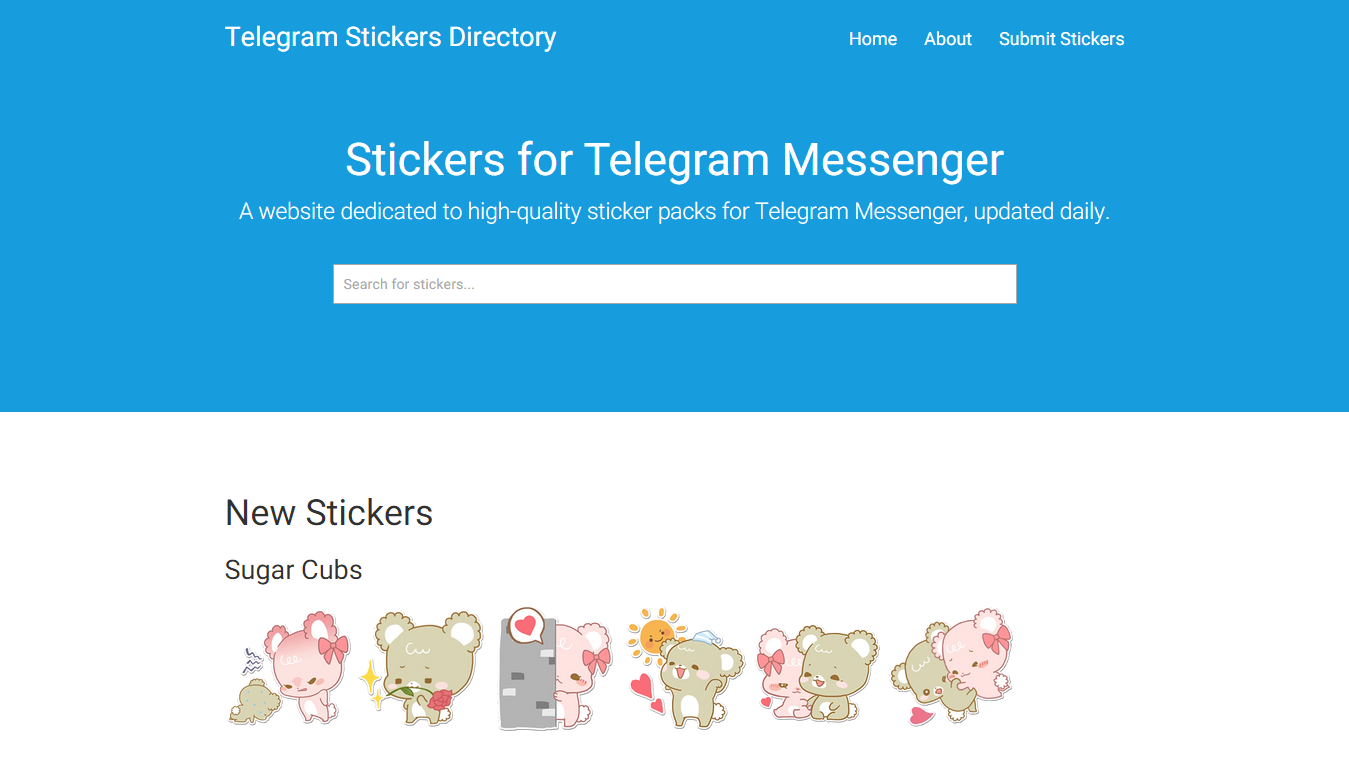 Telegram Stickers Directory
Home About Submit Stickers
Stickers for Telegram Messenger
A website dedicated to high-quality sticker packs for Telegram Messenger, updated daily.
Search for stickers...
New Stickers
Sugar Cubs